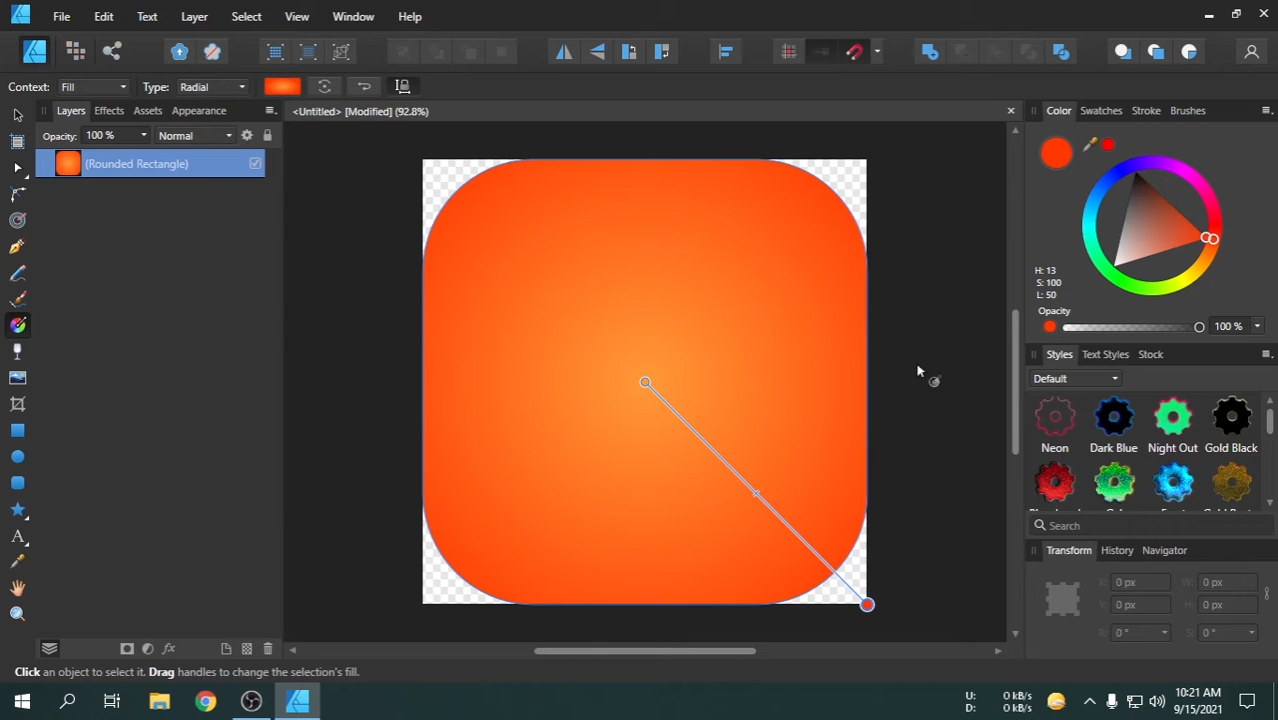 File Edit Text Layer Select View Window Help
Context: Fill Type: Radial
Layers Effects Assets Appearance
<Untitled> [Modified] (92.8%)
Color Swatches Stroke Brushes
Opacity: 100 % Normal
(Rounded Rectangle)
H: 13
S: 100
L: 50
Opacity
100 %
Styles Text Styles Stock
Default
Neon Dark Blue Night Out Gold Black
Search
Transform History Navigator
X: 0 px W: 0 px
Y: 0 px H: 0 px
R: 0 ° S: 0 °
Click an object to select it. Drag handles to change the selection's fill.
U: 0 kB/s
D: 0 kB/s
10:21 AM
9/15/2021